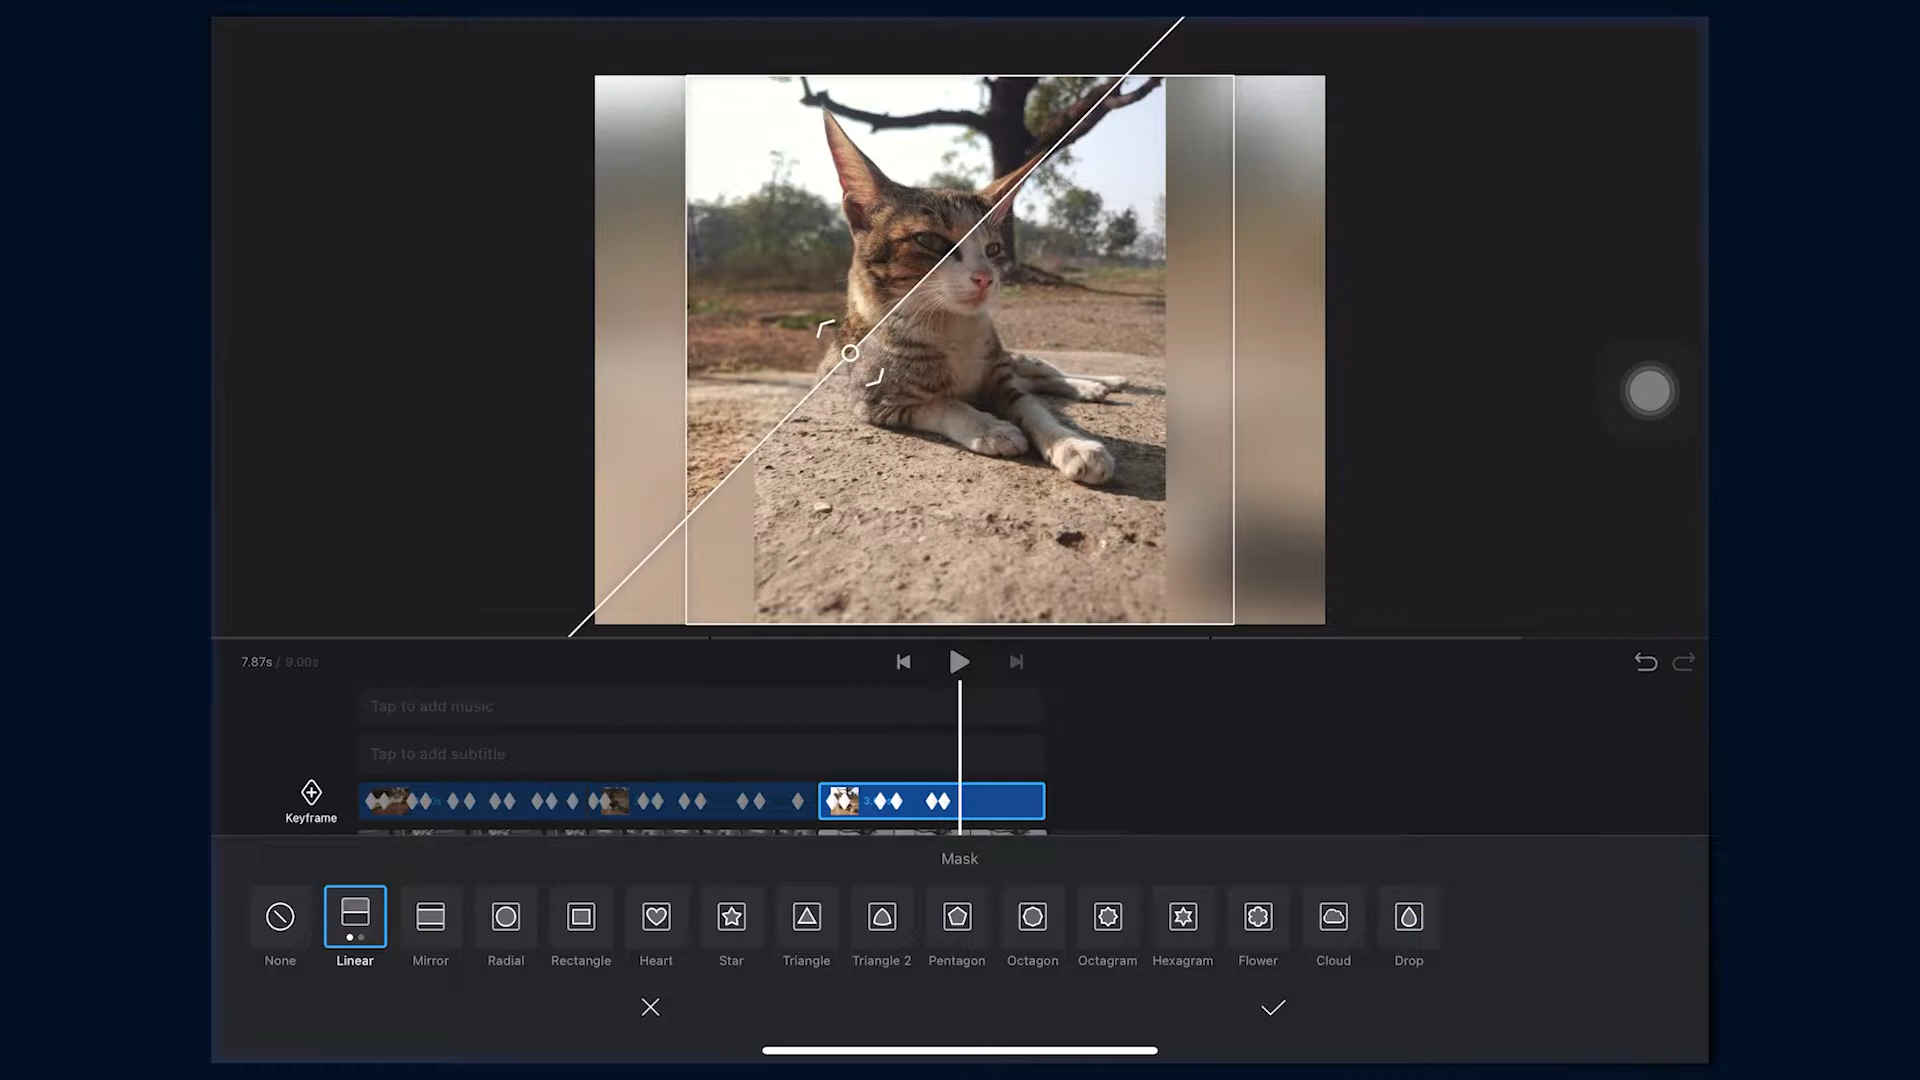 7.87s / 9.00s
Tap to add music
Tap to add subtitle
Keyframe
Mask
None
Linear
Mirror
Radial
Rectangle
Heart
Star
Triangle
Triangle 2
Pentagon
Octagon
Octagram
Hexagram
Flower
Cloud
Drop